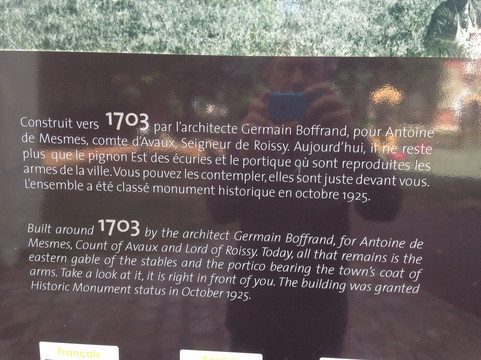 Construit vers 1703 par l'architecte Germain Boffrand, pour Antoine
de Mesmes, comte d'Avaux, Seigneur de Roissy. Aujourd'hui, il ne reste
plus que le pignon Est des écuries et le portique où sont reproduites les
armes de la ville. Vous pouvez les contempler, elles sont juste devant vous.
L'ensemble a été classé monument historique en octobre 1925.
Built around 1703 by the architect Germain Boffrand, for Antoine de
Mesmes, Count of Avaux and Lord of Roissy. Today, all that remains is the
eastern gable of the stables and the portico bearing the town's coat of
arms. Take a look at it, it is right in front of you. The building was granted
Historic Monument status in October 1925.
Français